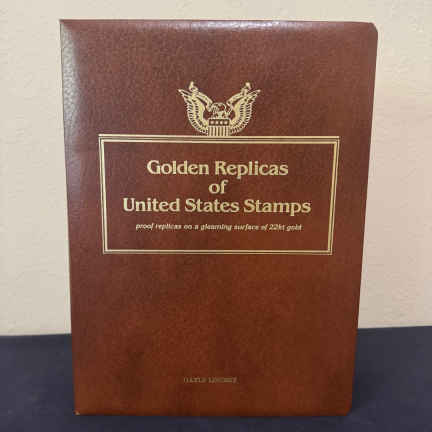 Golden Replicas
of
United States Stamps
proof replicas on a gleaming surface of 22kt gold